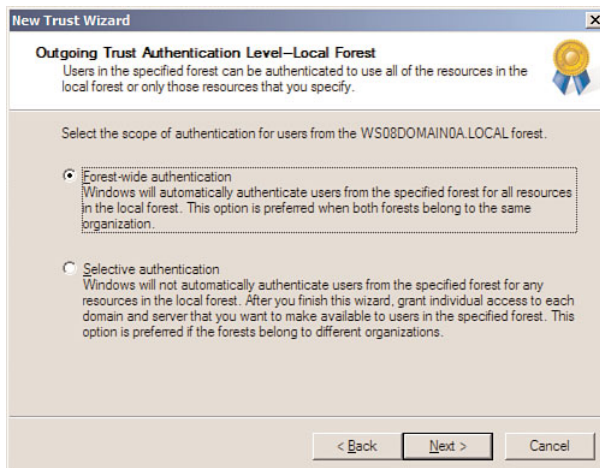 New Trust Wizard
Outgoing Trust Authentication Level–Local Forest
Users in the specified forest can be authenticated to use all of the resources in the
local forest or only those resources that you specify.
Select the scope of authentication for users from the WS08DOMAIN0A.LOCAL forest.
Forest-wide authentication
Windows will automatically authenticate users from the specified forest for all resources
in the local forest. This option is preferred when both forests belong to the same
organization.
Selective authentication
Windows will not automatically authenticate users from the specified forest for any
resources in the local forest. After you finish this wizard, grant individual access to each
domain and server that you want to make available to users in the specified forest. This
option is preferred if the forests belong to different organizations.
< Back Next > Cancel